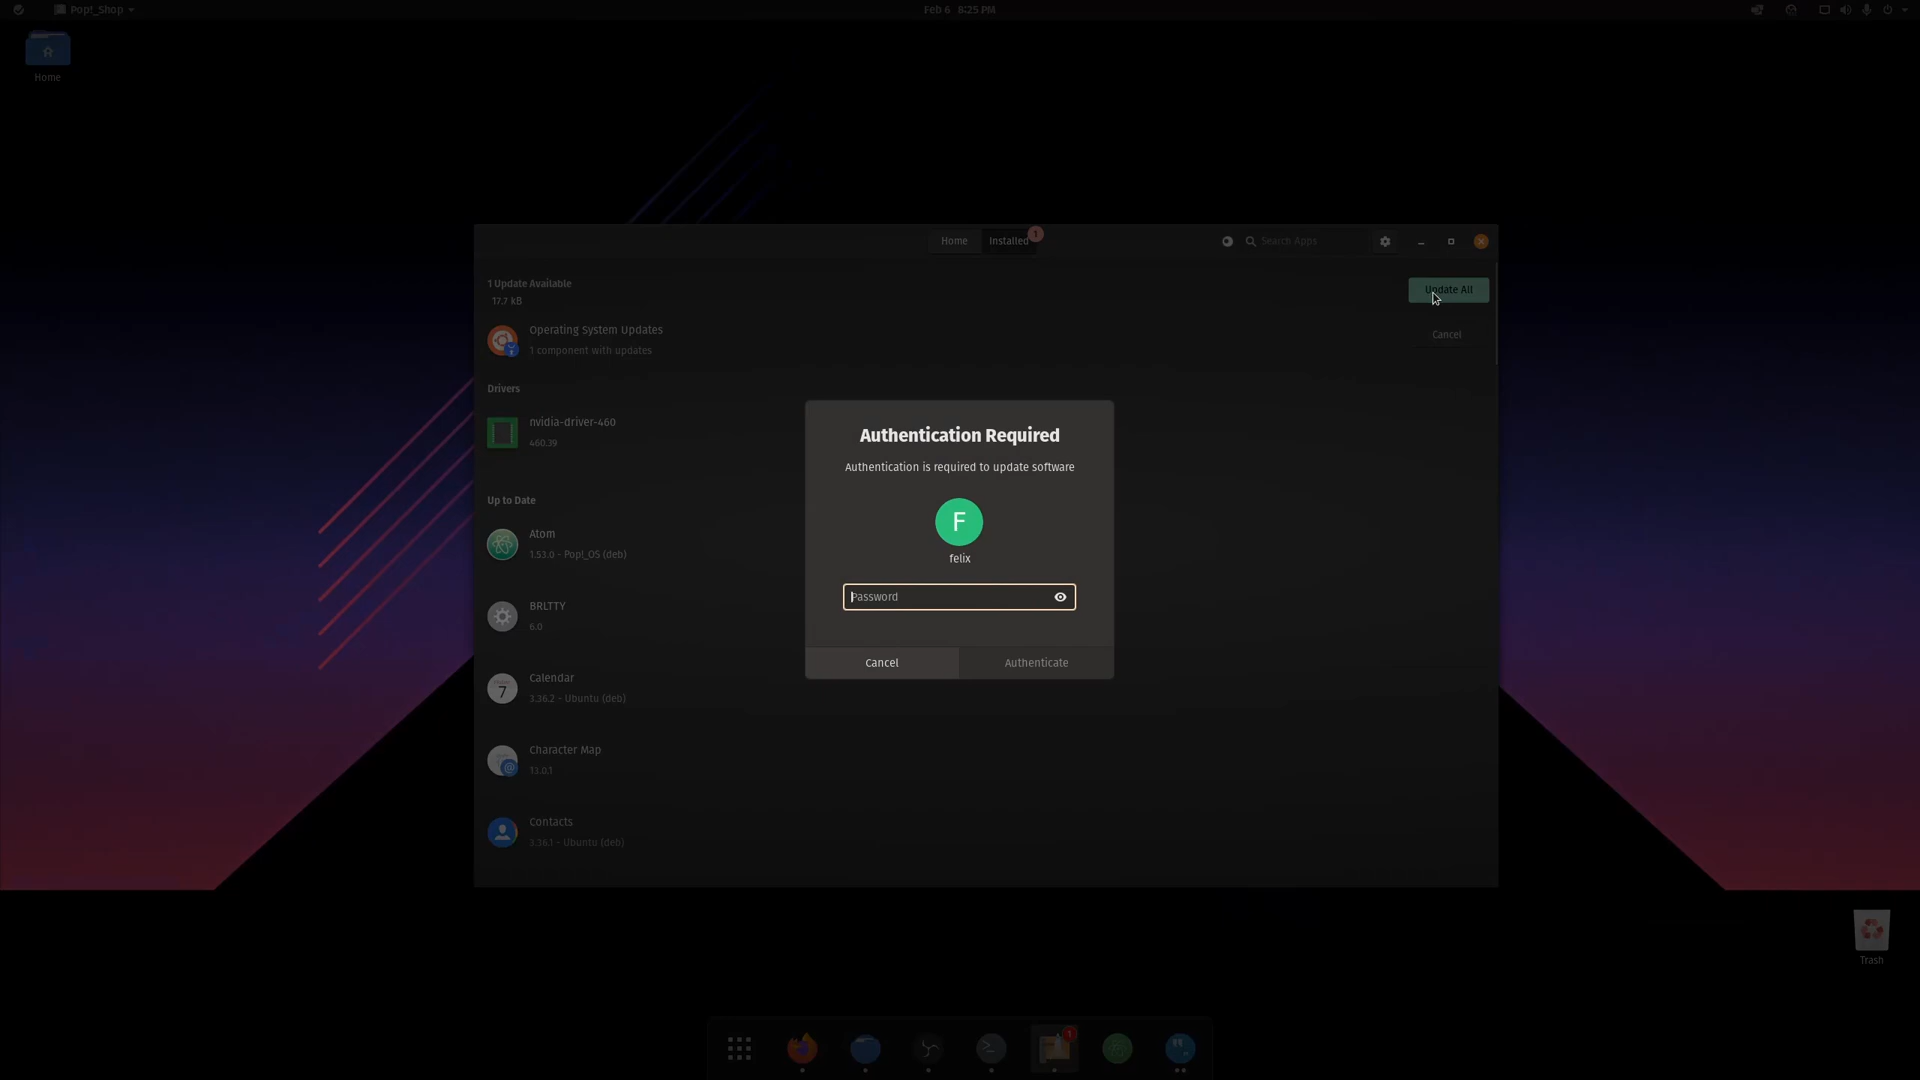 Pop!_Shop
Feb 6 8:25 PM
Home
Home
Installed
1
Search Apps
1 Update Available
17.7 kB
Update All
Operating System Updates
1 component with updates
Cancel
Drivers
nvidia-driver-460
460.39
Up to Date
Atom
1.53.0 - Pop!_OS (deb)
BRLTTY
6.0
Calendar
3.36.2 - Ubuntu (deb)
7
Character Map
13.0.1
Contacts
3.36.1 - Ubuntu (deb)
Authentication Required
Authentication is required to update software
F
felix
Password
Cancel
Authenticate
Trash
1